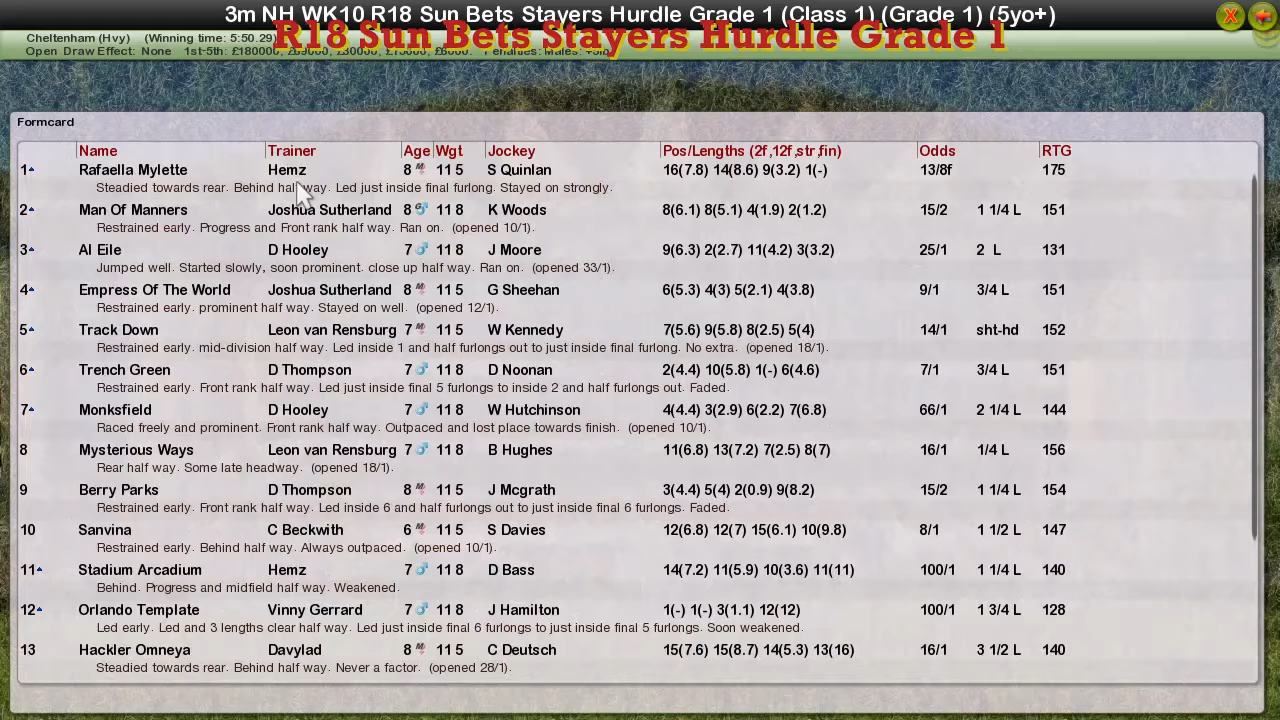 3m NH WK10 R18 Sun Bets Stayers Hurdle Grade 1 (Class 1) (Grade 1) (5yo+)
R18 Sun Bets Stayers Hurdle Grade 1
Cheltenham (Hvy) (Winning time: 5:50.29)
Open Draw Effect: None 1st-5th: £180000,
Formcard
Name Trainer Age Wgt Jockey Pos/Lengths (2f,12f,str,fin) Odds RTG
1 Rafaella Mylette Hemz 8 11 5 S Quinlan 16(7.8) 14(8.6) 9(3.2) 1(-) 13/8f 175
Steadied towards rear. Behind half way. Led just inside final furlong. Stayed on strongly.
2 Man Of Manners Joshua Sutherland 8 11 8 K Woods 8(6.1) 8(5.1) 4(1.9) 2(1.2) 15/2 1 1/4 L 151
Restrained early. Progress and Front rank half way. Ran on. (opened 10/1).
3 Al Eile D Hooley 7 11 8 J Moore 9(6.3) 2(2.7) 11(4.2) 3(3.2) 25/1 2 L 131
Jumped well. Started slowly, soon prominent. close up half way. Ran on. (opened 33/1).
4 Empress Of The World Joshua Sutherland 8 11 5 G Sheehan 6(5.3) 4(3) 5(2.1) 4(3.8) 9/1 3/4 L 151
Restrained early. prominent half way. Stayed on well. (opened 12/1).
5 Track Down Leon van Rensburg 7 11 5 W Kennedy 7(5.6) 9(5.8) 8(2.5) 5(4) 14/1 sht-hd 152
Restrained early. mid-division half way. Led inside 1 and half furlongs out to just inside final furlong. No extra. (opened 18/1).
6 Trench Green D Thompson 7 11 8 D Noonan 2(4.4) 10(5.8) 1(-) 6(4.6) 7/1 3/4 L 151
Restrained early. Front rank half way. Led just inside final 5 furlongs to inside 2 and half furlongs out. Faded.
7 Monksfield D Hooley 7 11 8 W Hutchinson 4(4.4) 3(2.9) 6(2.2) 7(6.8) 66/1 2 1/4 L 144
Raced freely and prominent. Front rank half way. Outpaced and lost place towards finish. (opened 10/1).
8 Mysterious Ways Leon van Rensburg 7 11 8 B Hughes 11(6.8) 13(7.2) 7(2.5) 8(7) 16/1 1/4 L 156
Rear half way. Some late headway. (opened 18/1).
9 Berry Parks D Thompson 8 11 5 J Mcgrath 3(4.4) 5(4) 2(0.9) 9(8.2) 15/2 1 1/4 L 154
Restrained early. Front rank half way. Led inside 6 and half furlongs out to just inside final 6 furlongs. Faded.
10 Sanvina C Beckwith 6 11 5 S Davies 12(6.8) 12(7) 15(6.1) 10(9.8) 8/1 1 1/2 L 147
Restrained early. Behind half way. Always outpaced. (opened 10/1).
11 Stadium Arcadium Hemz 7 11 8 D Bass 14(7.2) 11(5.9) 10(3.6) 11(11) 100/1 1 1/4 L 140
Behind. Progress and midfield half way. Weakened.
12 Orlando Template Vinny Gerrard 7 11 8 J Hamilton 1(-) 1(-) 3(1.1) 12(12) 100/1 1 3/4 L 128
Led early. Led and 3 lengths clear half way. Led just inside final 6 furlongs to just inside final 5 furlongs. Soon weakened.
13 Hackler Omneya Davylad 8 11 5 C Deutsch 15(7.6) 15(8.7) 14(5.3) 13(16) 16/1 3 1/2 L 140
Steadied towards rear. Behind half way. Never a factor. (opened 28/1).